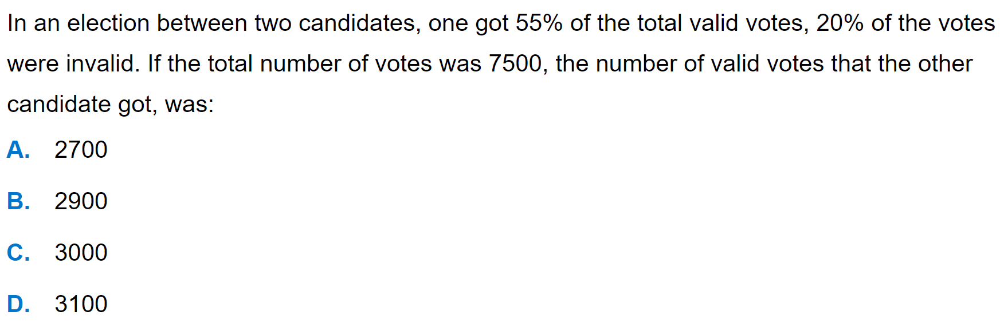 In an election between two candidates, one got 55% of the total valid votes, 20% of the votes
were invalid. If the total number of votes was 7500, the number of valid votes that the other
candidate got, was:
A. 2700
B. 2900
C. 3000
D. 3100